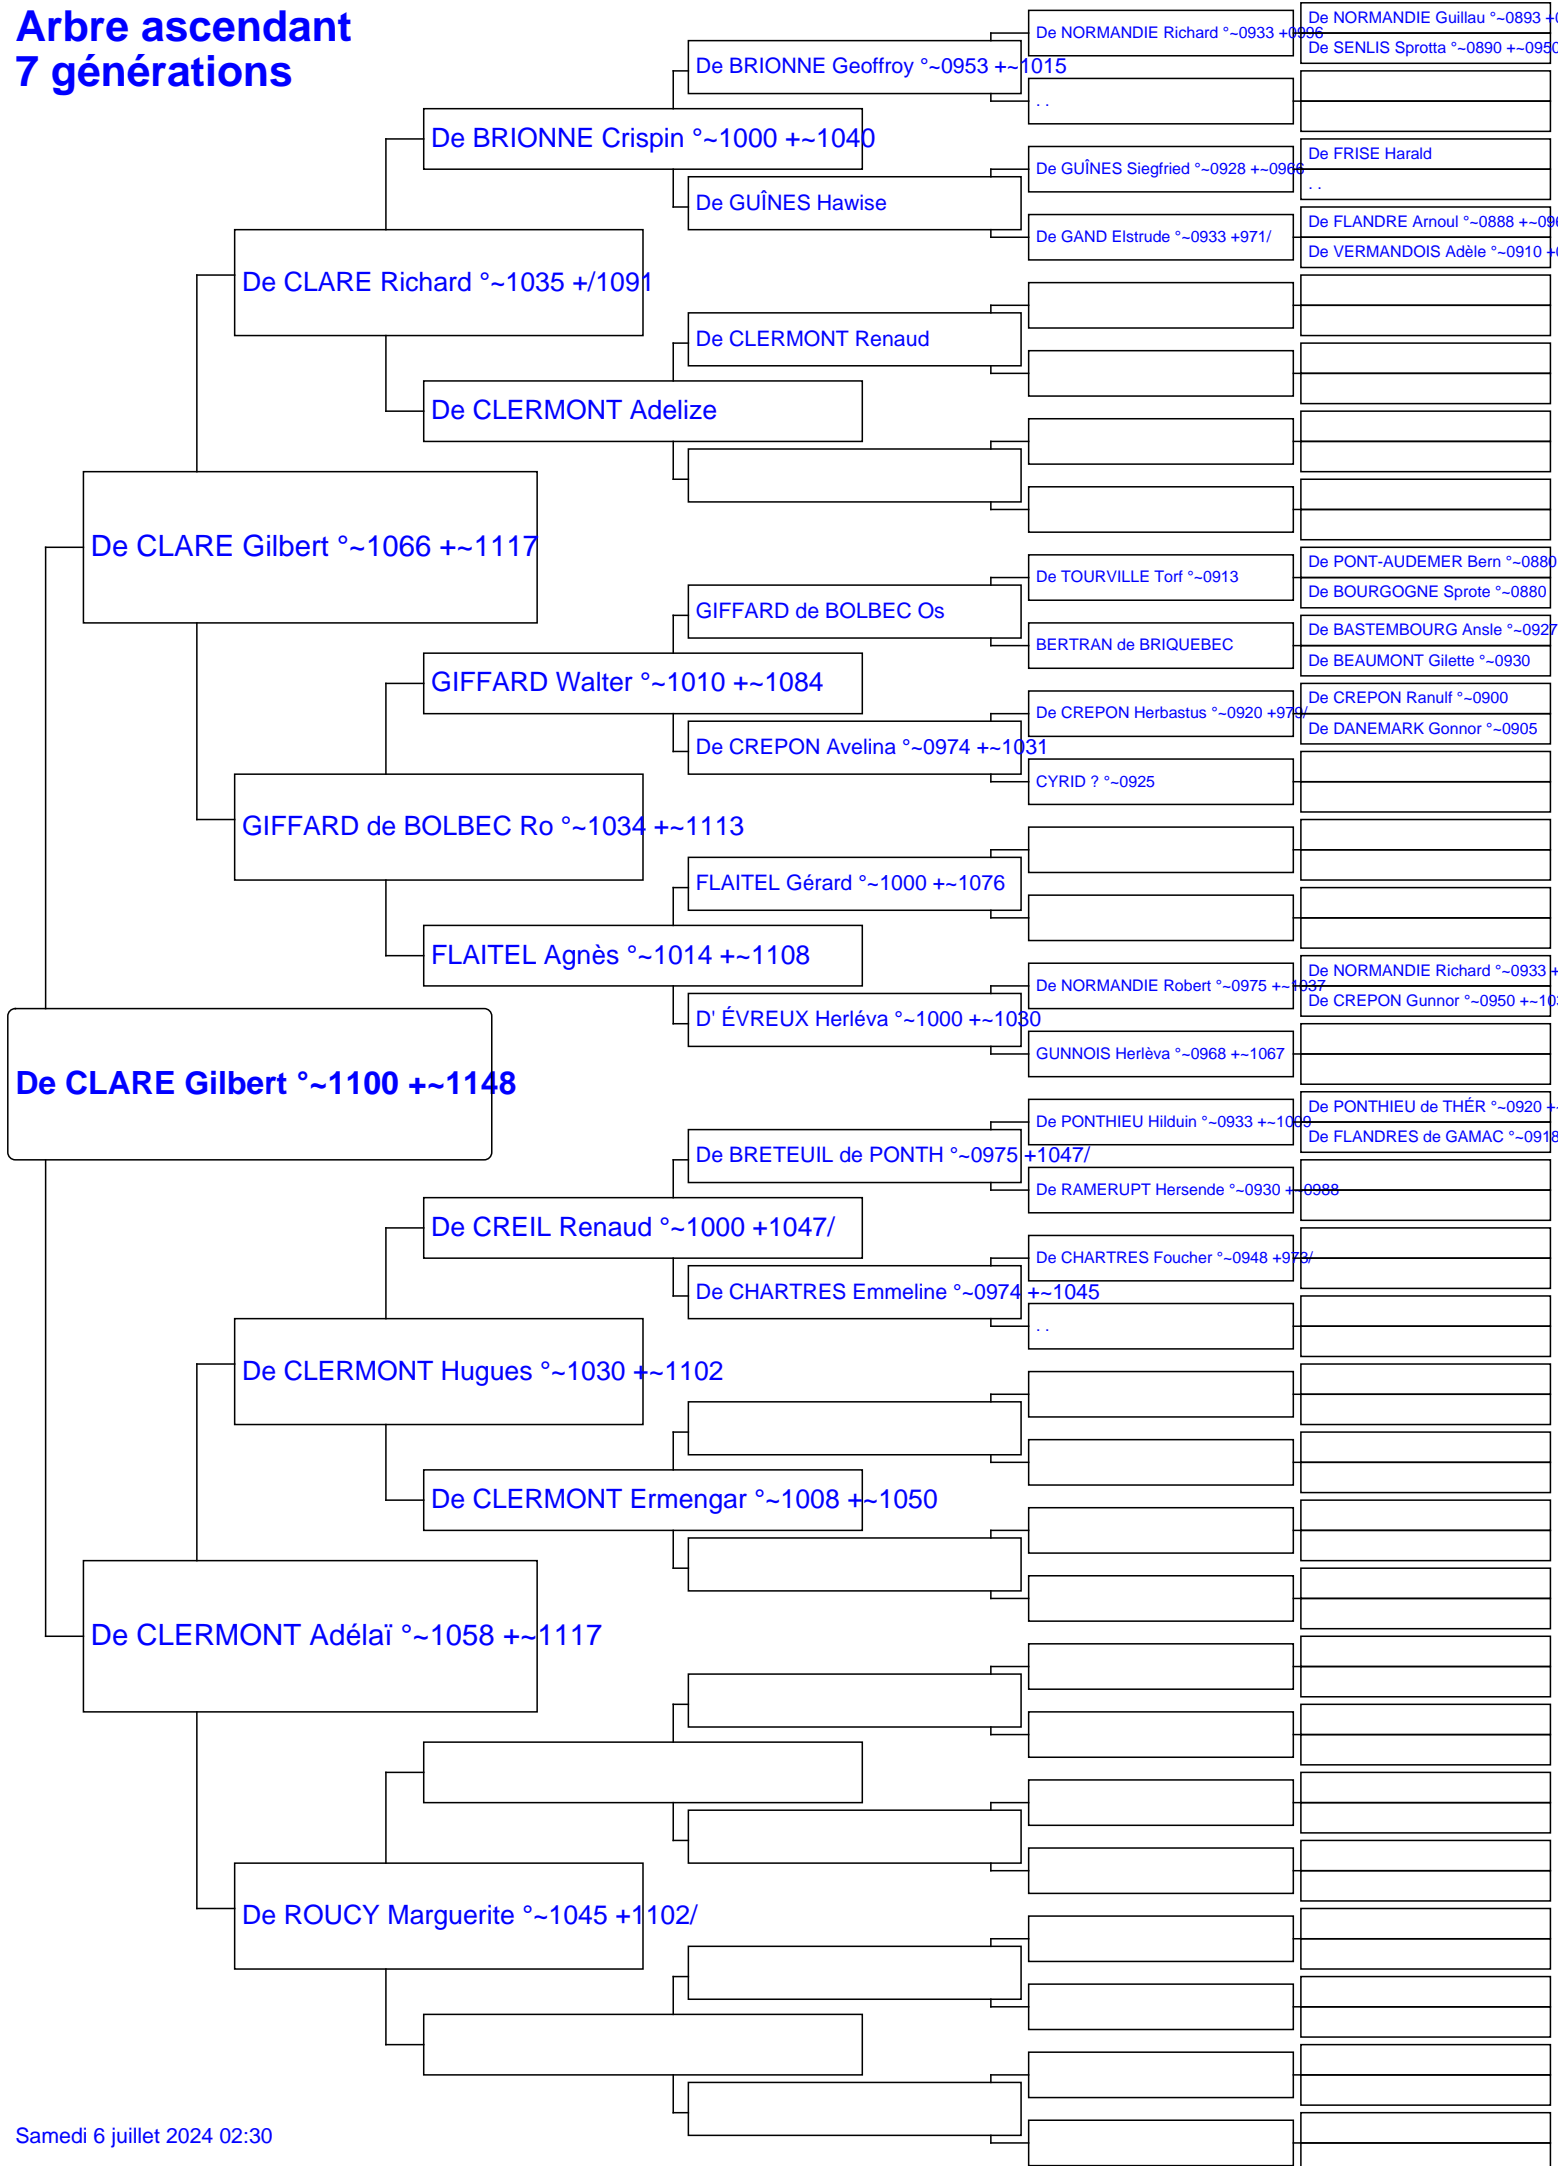 Arbre ascendant
7 générations
De NORMANDIE Guillau °~0893 +
De NORMANDIE Richard °~0933 +0996
De SENLIS Sprotta °~0890 +~0950
De BRIONNE Geoffroy °~0953 +~1015
. .
De BRIONNE Crispin °~1000 +~1040
De FRISE Harald
De GUÎNES Siegfried °~0928 +~0966
. .
De GUÎNES Hawise
De FLANDRE Arnoul °~0888 +~096
De GAND Elstrude °~0933 +971/
De VERMANDOIS Adèle °~0910 +
De CLARE Richard °~1035 +/1091
De CLERMONT Renaud
De CLERMONT Adelize
De CLARE Gilbert °~1066 +~1117
De PONT-AUDEMER Bern °~0880
De TOURVILLE Torf °~0913
De BOURGOGNE Sprote °~0880
GIFFARD de BOLBEC Os
De BASTEMBOURG Ansle °~0927
BERTRAN de BRIQUEBEC
De BEAUMONT Gilette °~0930
GIFFARD Walter °~1010 +~1084
De CREPON Ranulf °~0900
De CREPON Herbastus °~0920 +979/
De DANEMARK Gonnor °~0905
De CREPON Avelina °~0974 +~1031
CYRID ? °~0925
GIFFARD de BOLBEC Ro °~1034 +~1113
FLAITEL Gérard °~1000 +~1076
FLAITEL Agnès °~1014 +~1108
De NORMANDIE Richard °~0933 +
De NORMANDIE Robert °~0975 +~1037
De CREPON Gunnor °~0950 +~103
D' ÉVREUX Herléva °~1000 +~1030
GUNNOIS Herlèva °~0968 +~1067
De CLARE Gilbert °~1100 +~1148
De PONTHIEU de THÉR °~0920 +
De PONTHIEU Hilduin °~0933 +~1009
De FLANDRES de GAMAC °~0918
De BRETEUIL de PONTH °~0975 +1047/
De RAMERUPT Hersende °~0930 +~0988
De CREIL Renaud °~1000 +1047/
De CHARTRES Foucher °~0948 +973/
De CHARTRES Emmeline °~0974 +~1045
. .
De CLERMONT Hugues °~1030 +~1102
De CLERMONT Ermengar °~1008 +~1050
De CLERMONT Adélaï °~1058 +~1117
De ROUCY Marguerite °~1045 +1102/
Samedi 6 juillet 2024 02:30